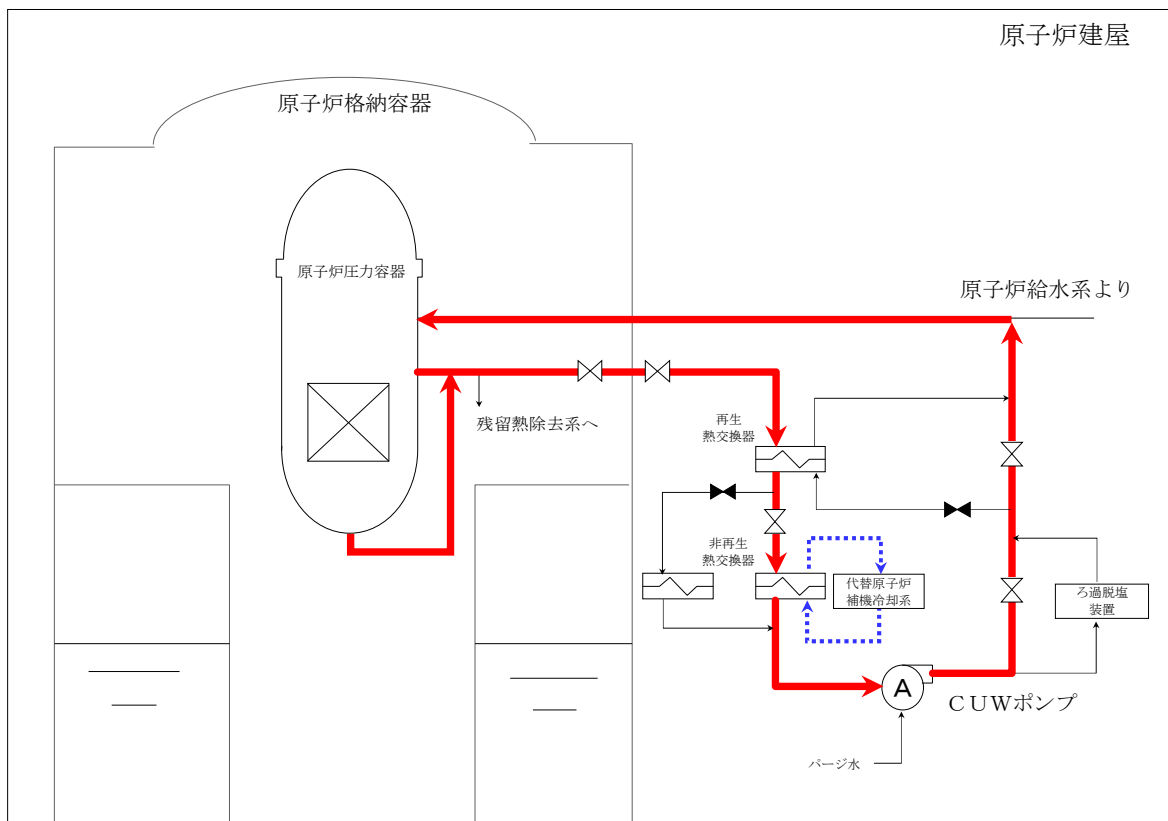 原子炉建屋
原子炉格納容器
原子炉圧力容器
原子炉給水系より
残留熱除去系へ
再生
熱交換器
非再生
熱交換器
代替原子炉
補機冷却系
ろ過脱塩
装置
A
CUWポンプ
パージ水